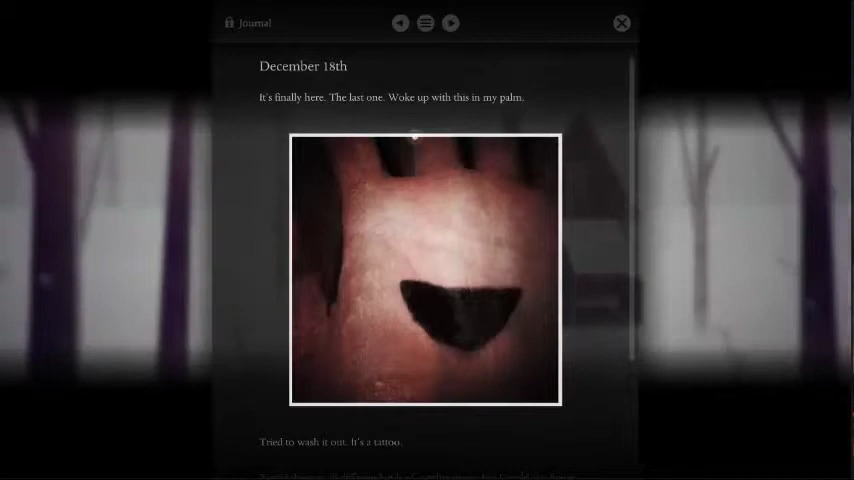 Journal
December 18th
It's finally here. The last one. Woke up with this in my palm.
Tried to wash it out. It's a tattoo.